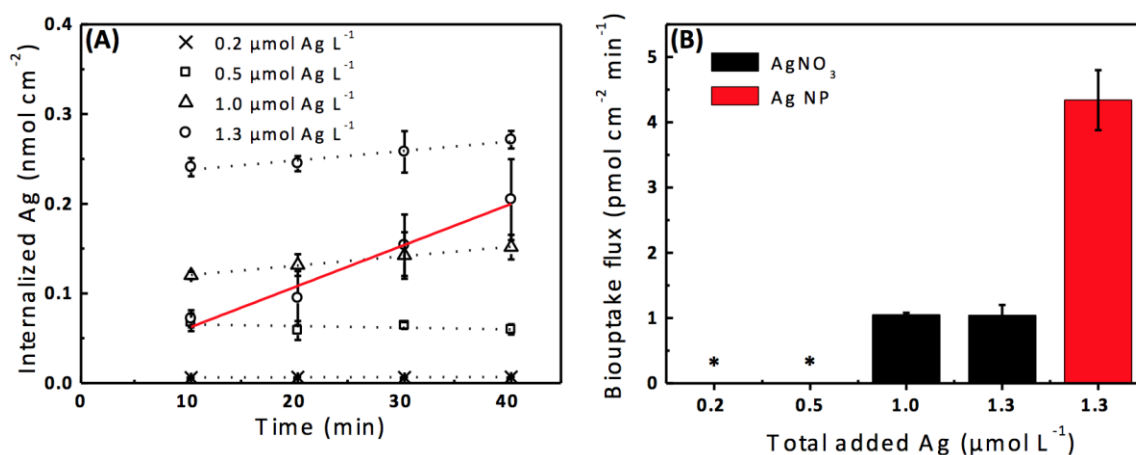 (A)
× 0.2 µmol Ag L⁻¹
□ 0.5 µmol Ag L⁻¹
△ 1.0 µmol Ag L⁻¹
○ 1.3 µmol Ag L⁻¹
Internalized Ag (nmol cm⁻²)
0.4
0.3
0.2
0.1
0.0
0 10 20 30 40
Time (min)
(B)
AgNO₃
Ag NP
Biouptake flux (pmol cm⁻² min⁻¹)
5
4
3
2
1
0
* *
0.2 0.5 1.0 1.3 1.3
Total added Ag (µmol L⁻¹)